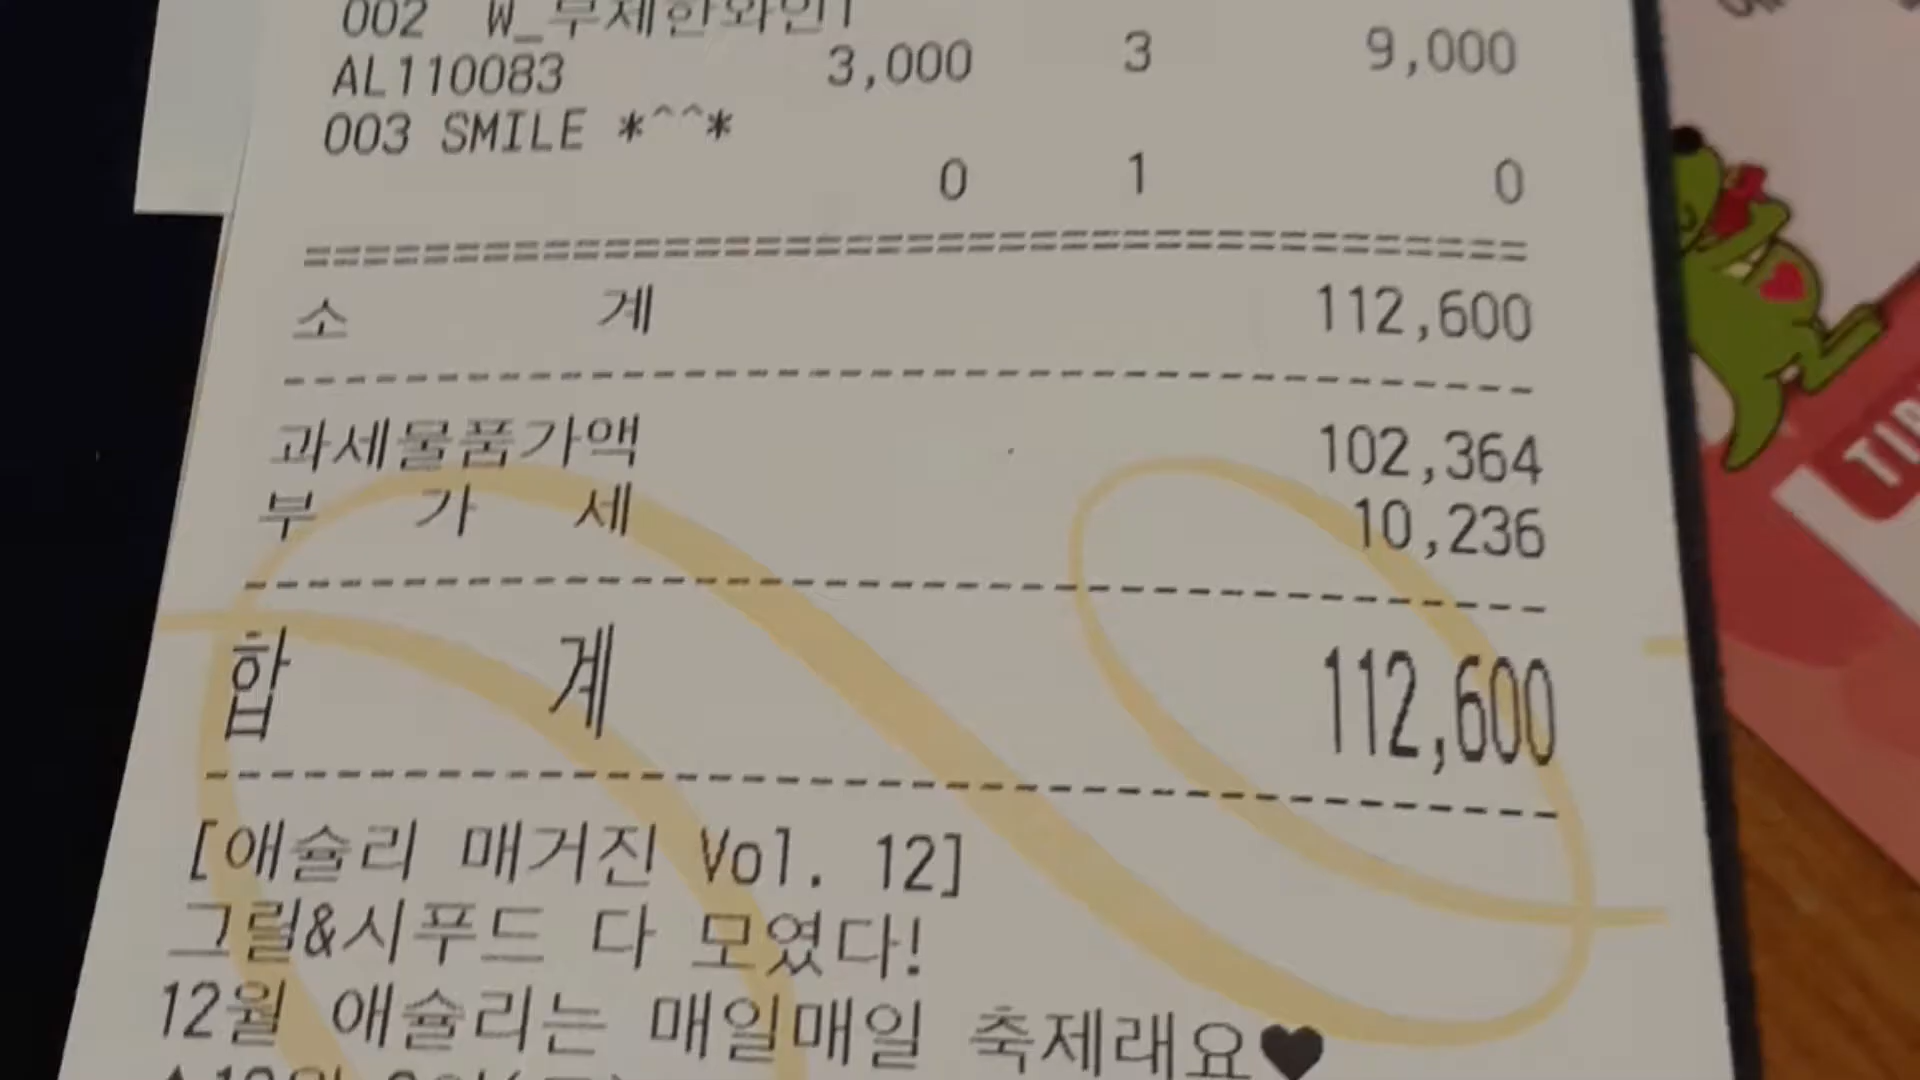 002 W_무제한와인1
AL110083 3,000 3 9,000
003 SMILE *^^*
0 1 0
소 계 112,600
과세물품가액 102,364
부 가 세 10,236
합 계 112,600
[애슐리 매거진 Vol. 12]
그릴&시푸드 다 모였다!
12월 애슐리는 매일매일 축제래요♥